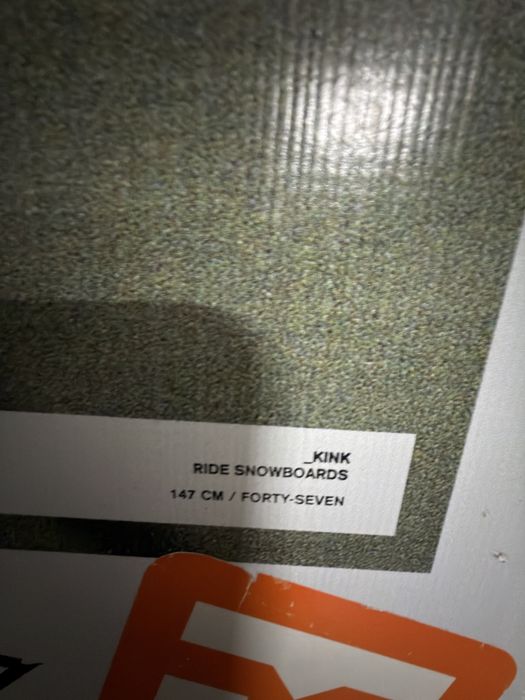 _KINK
RIDE SNOWBOARDS
147 CM / FORTY-SEVEN